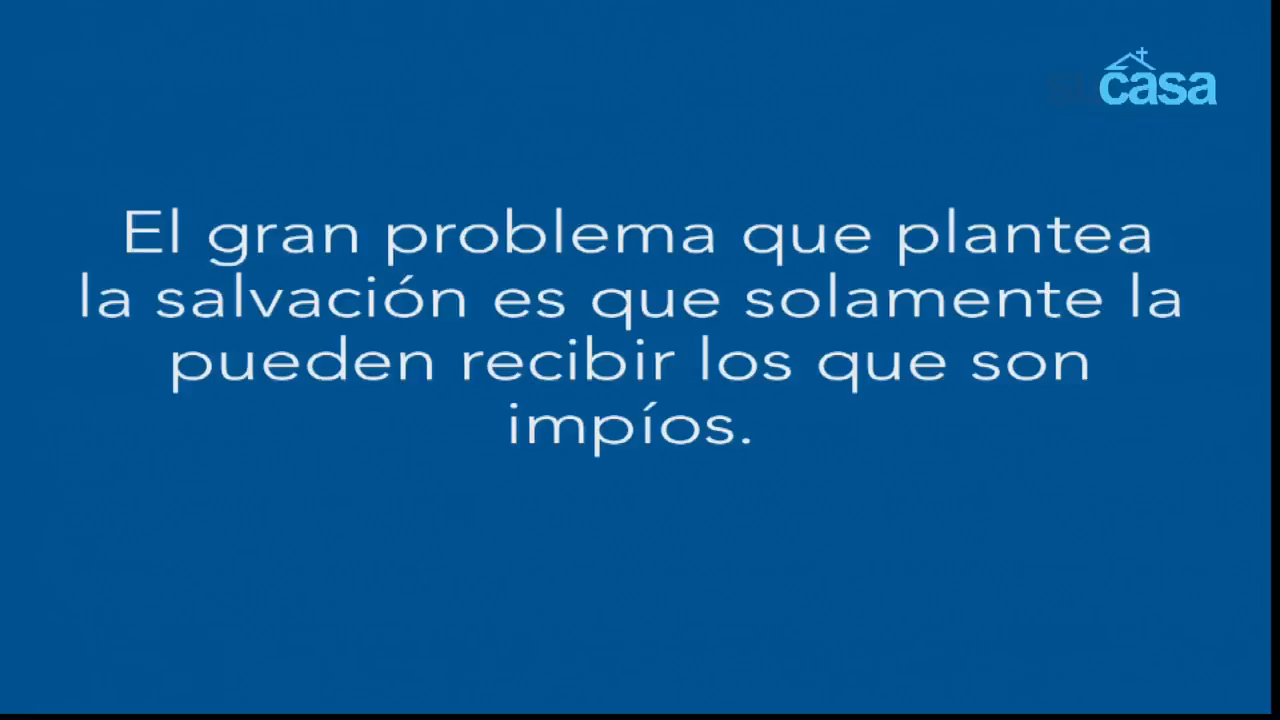 casa
El gran problema que plantea
la salvación es que solamente la
pueden recibir los que son
impíos.